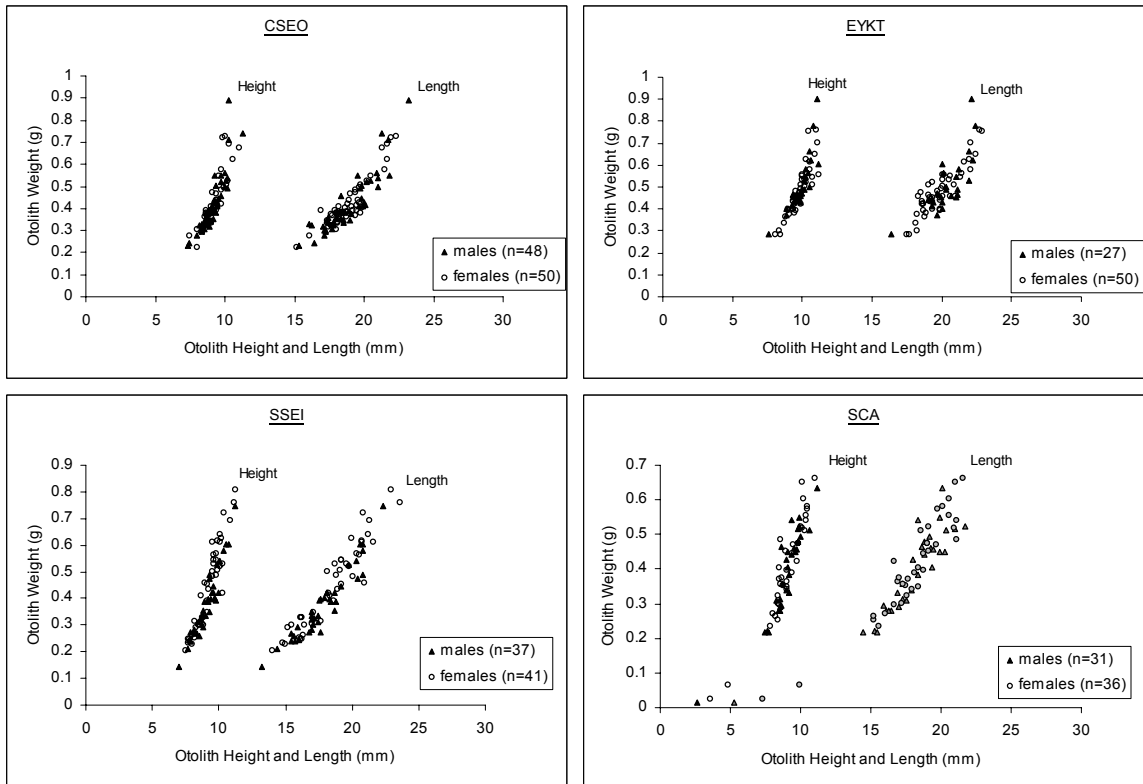 CSEO
Height
Length
1
0.9
0.8
0.7
0.6
0.5
0.4
0.3
0.2
0.1
0
Otolith Weight (g)
males (n=48)
females (n=50)
0 5 10 15 20 25 30
Otolith Height and Length (mm)
EYKT
Height
Length
1
0.9
0.8
0.7
0.6
0.5
0.4
0.3
0.2
0.1
0
Otolith Weight (g)
males (n=27)
females (n=50)
0 5 10 15 20 25 30
Otolith Height and Length (mm)
SSEI
Height
Length
0.9
0.8
0.7
0.6
0.5
0.4
0.3
0.2
0.1
0
Otolith Weight (g)
males (n=37)
females (n=41)
0 5 10 15 20 25 30
Otolith Height and Length (mm)
SCA
Height
Length
0.7
0.6
0.5
0.4
0.3
0.2
0.1
0
Otolith Weight (g)
males (n=31)
females (n=36)
0 5 10 15 20 25 30
Otolith Height and Length (mm)